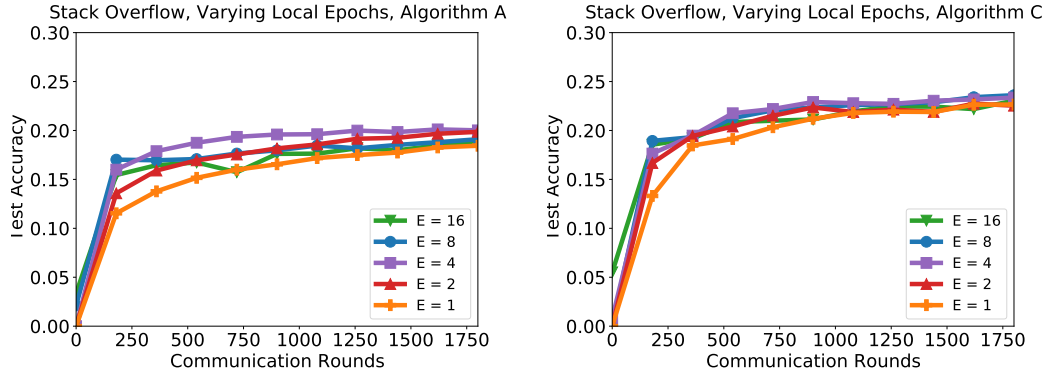 Stack Overflow, Varying Local Epochs, Algorithm A
0.30
0.25
0.20
0.15
0.10
0.05
0.00
Test Accuracy
E = 16
E = 8
E = 4
E = 2
E = 1
0 250 500 750 1000 1250 1500 1750
Communication Rounds
Stack Overflow, Varying Local Epochs, Algorithm C
0.30
0.25
0.20
0.15
0.10
0.05
0.00
Test Accuracy
E = 16
E = 8
E = 4
E = 2
E = 1
0 250 500 750 1000 1250 1500 1750
Communication Rounds